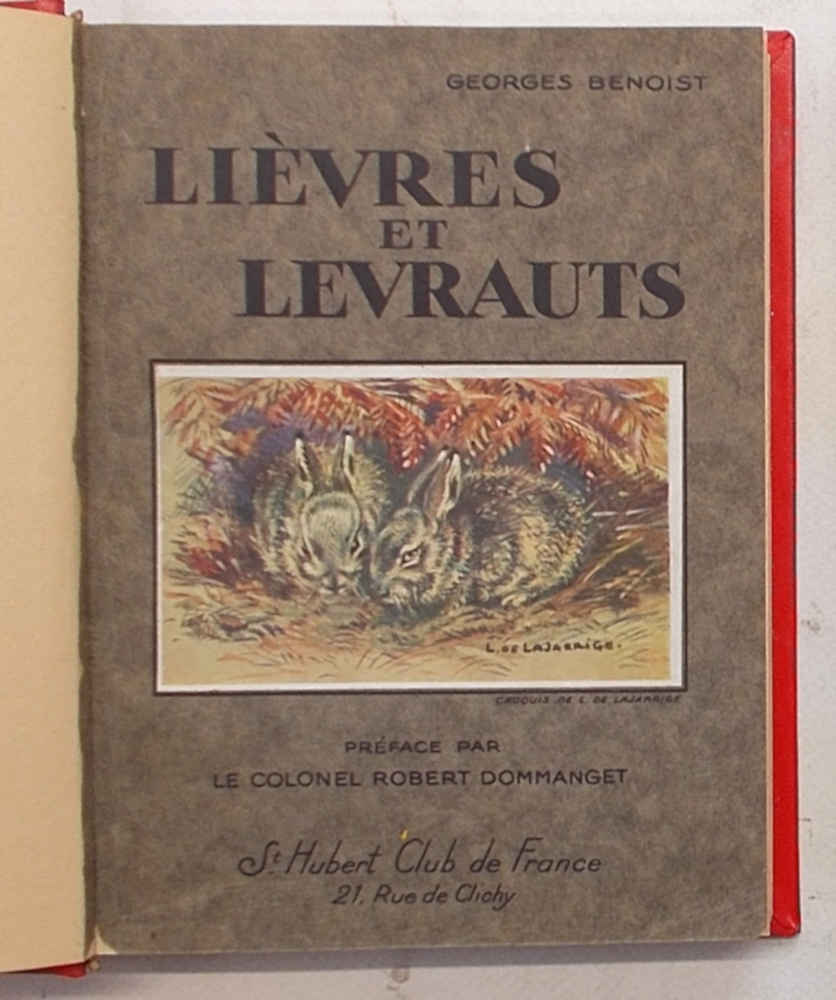 GEORGES BENOIST
LIÈVRES
ET
LEVRAUTS
L. DE LAJARRIGE.
CROQUIS DE L. DE LAJARRIGE
PRÉFACE PAR
LE COLONEL ROBERT DOMMANGET
St. Hubert Club de France
21, Rue de Clichy